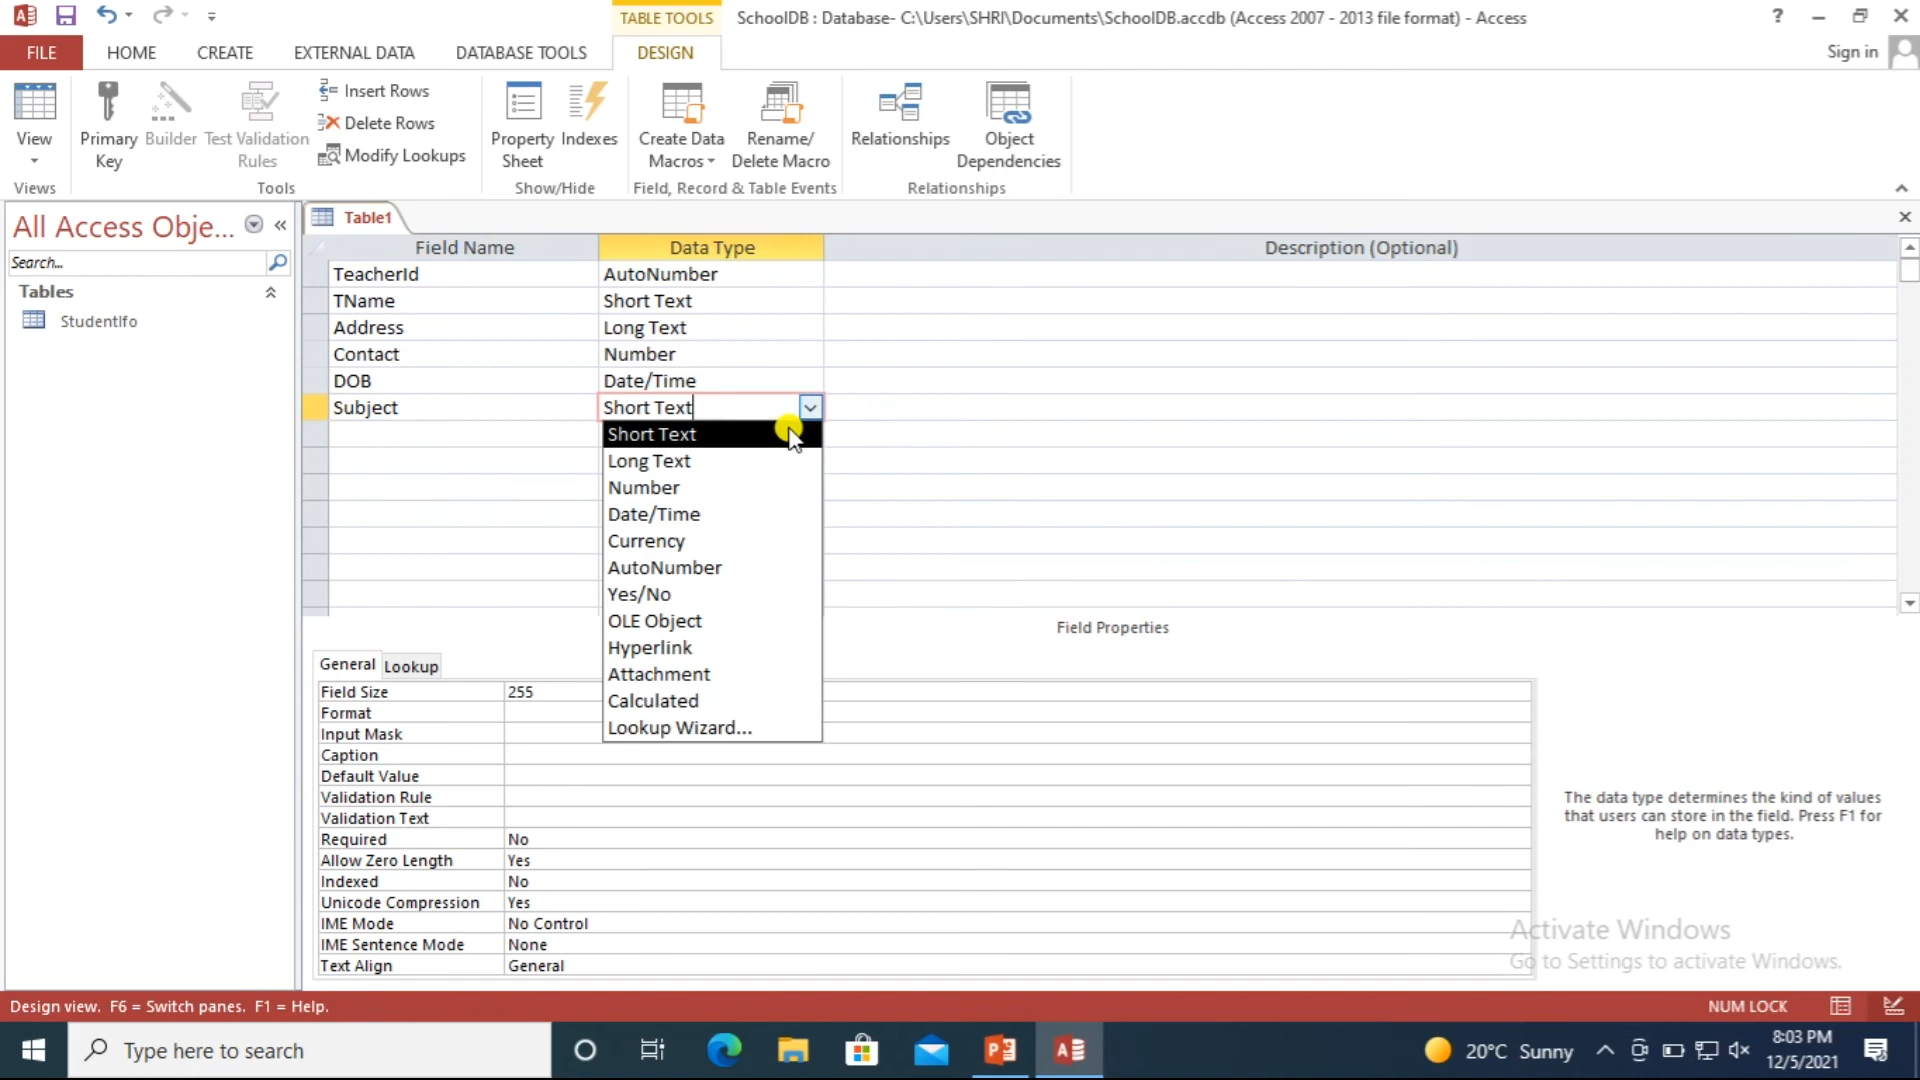 TABLE TOOLS
SchoolDB : Database- C:\Users\SHRI\Documents\SchoolDB.accdb (Access 2007 - 2013 file format) - Access
?
FILE
HOME
CREATE
EXTERNAL DATA
DATABASE TOOLS
DESIGN
Sign in
View
Primary
Key
Builder
Test Validation
Rules
Insert Rows
Delete Rows
Modify Lookups
Property
Sheet
Indexes
Create Data
Macros
Rename/
Delete Macro
Relationships
Object
Dependencies
Views
Tools
Show/Hide
Field, Record & Table Events
Relationships
All Access Obje...
Search...
Tables
StudentIfo
Table1
Field Name Data Type Description (Optional)
TeacherId AutoNumber
TName Short Text
Address Long Text
Contact Number
DOB Date/Time
Subject Short Text
Short Text
Long Text
Number
Date/Time
Currency
AutoNumber
Yes/No
OLE Object
Hyperlink
Attachment
Calculated
Lookup Wizard...
Field Properties
General Lookup
Field Size 255
Format
Input Mask
Caption
Default Value
Validation Rule
Validation Text
Required No
Allow Zero Length Yes
Indexed No
Unicode Compression Yes
IME Mode No Control
IME Sentence Mode None
Text Align General
The data type determines the kind of values
that users can store in the field. Press F1 for
help on data types.
Activate Windows
Go to Settings to activate Windows.
Design view. F6 = Switch panes. F1 = Help.
NUM LOCK
Type here to search
20°C Sunny
8:03 PM
12/5/2021